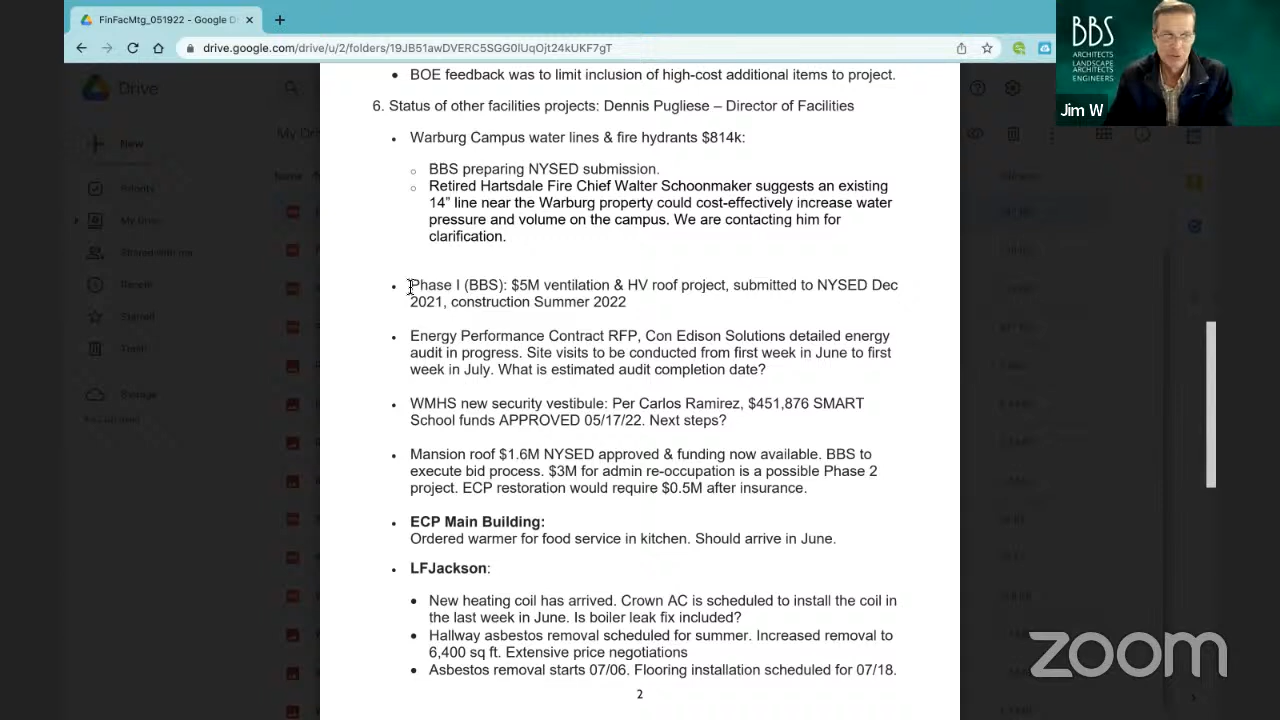 FinFacMtg_051922 - Google D
drive.google.com/drive/u/2/folders/19JB51awDVERC5SGG0IUqOjt24kUKF7gT
BBS
ARCHITECTS
LANDSCAPE
ARCHITECTS
ENGINEERS
Jim W
Drive
New
Priority
My Drive
Shared with me
Recent
Starred
Trash
Storage
• BOE feedback was to limit inclusion of high-cost additional items to project.
6. Status of other facilities projects: Dennis Pugliese – Director of Facilities
• Warburg Campus water lines & fire hydrants $814k:
○ BBS preparing NYSED submission.
○ Retired Hartsdale Fire Chief Walter Schoonmaker suggests an existing
14” line near the Warburg property could cost-effectively increase water
pressure and volume on the campus. We are contacting him for
clarification.
• Phase I (BBS): $5M ventilation & HV roof project, submitted to NYSED Dec
2021, construction Summer 2022
• Energy Performance Contract RFP, Con Edison Solutions detailed energy
audit in progress. Site visits to be conducted from first week in June to first
week in July. What is estimated audit completion date?
• WMHS new security vestibule: Per Carlos Ramirez, $451,876 SMART
School funds APPROVED 05/17/22. Next steps?
• Mansion roof $1.6M NYSED approved & funding now available. BBS to
execute bid process. $3M for admin re-occupation is a possible Phase 2
project. ECP restoration would require $0.5M after insurance.
• ECP Main Building:
Ordered warmer for food service in kitchen. Should arrive in June.
• LFJackson:
• New heating coil has arrived. Crown AC is scheduled to install the coil in
the last week in June. Is boiler leak fix included?
• Hallway asbestos removal scheduled for summer. Increased removal to
6,400 sq ft. Extensive price negotiations
• Asbestos removal starts 07/06. Flooring installation scheduled for 07/18.
2
zoom